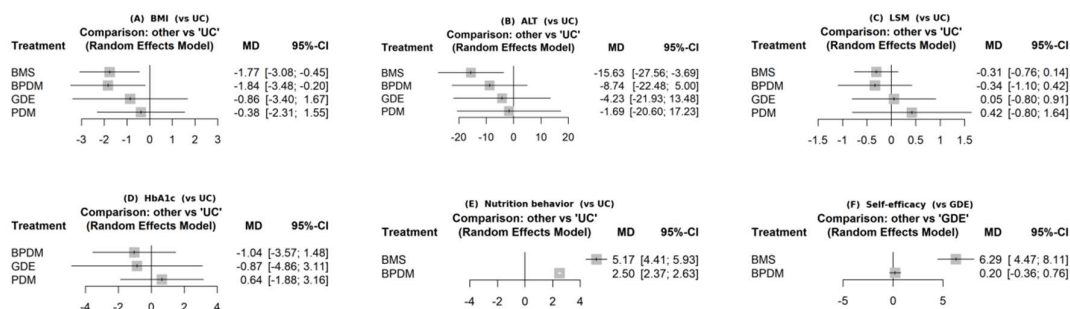 (A) BMI (vs UC)
Comparison: other vs 'UC'
Treatment (Random Effects Model) MD 95%-CI
BMS -1.77 [-3.08; -0.45]
BPDM -1.84 [-3.48; -0.20]
GDE -0.86 [-3.40; 1.67]
PDM -0.38 [-2.31; 1.55]
-3 -2 -1 0 1 2 3
(B) ALT (vs UC)
Comparison: other vs 'UC'
Treatment (Random Effects Model) MD 95%-CI
BMS -15.63 [-27.56; -3.69]
BPDM -8.74 [-22.48; 5.00]
GDE -4.23 [-21.93; 13.48]
PDM -1.69 [-20.60; 17.23]
-20 -10 0 10 20
(C) LSM (vs UC)
Comparison: other vs 'UC'
Treatment (Random Effects Model) MD 95%-CI
BMS -0.31 [-0.76; 0.14]
BPDM -0.34 [-1.10; 0.42]
GDE 0.05 [-0.80; 0.91]
PDM 0.42 [-0.80; 1.64]
-1.5 -1 -0.5 0 0.5 1 1.5
(D) HbA1c (vs UC)
Comparison: other vs 'UC'
Treatment (Random Effects Model) MD 95%-CI
BPDM -1.04 [-3.57; 1.48]
GDE -0.87 [-4.86; 3.11]
PDM 0.64 [-1.88; 3.16]
-4 -2 0 2 4
(E) Nutrition behavior (vs UC)
Comparison: other vs 'UC'
Treatment (Random Effects Model) MD 95%-CI
BMS 5.17 [4.41; 5.93]
BPDM 2.50 [2.37; 2.63]
-4 -2 0 2 4
(F) Self-efficacy (vs GDE)
Comparison: other vs 'GDE'
Treatment (Random Effects Model) MD 95%-CI
BMS 6.29 [ 4.47; 8.11]
BPDM 0.20 [-0.36; 0.76]
-5 0 5